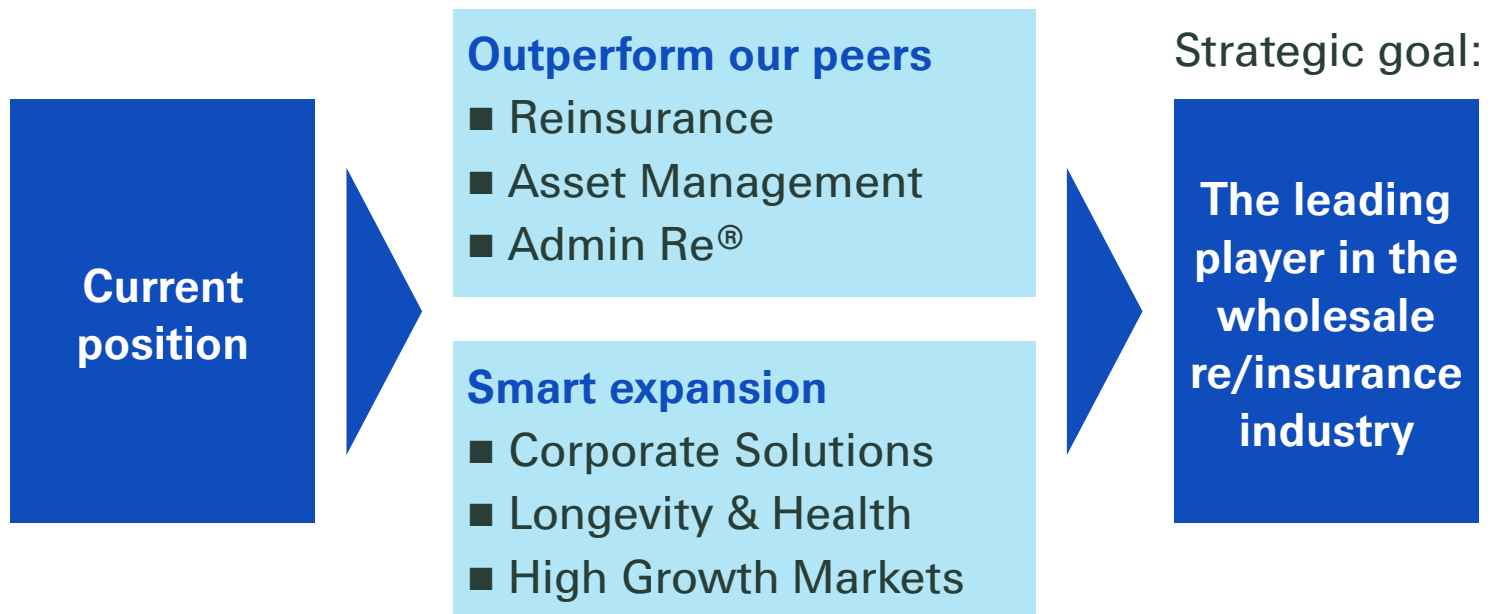 Current
position
Outperform our peers
■ Reinsurance
■ Asset Management
■ Admin Re®
Smart expansion
■ Corporate Solutions
■ Longevity & Health
■ High Growth Markets
Strategic goal:
The leading
player in the
wholesale
re/insurance
industry